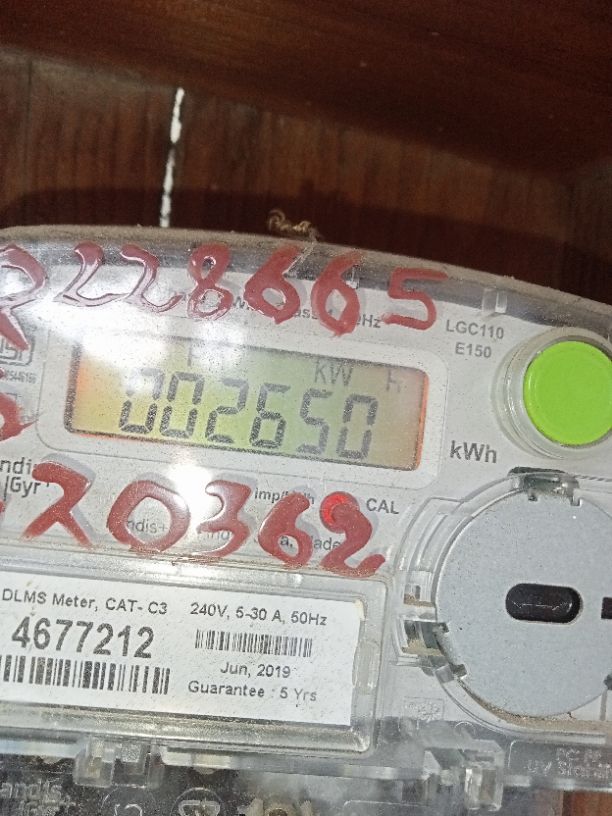 R228665
LGC110
E150
kW
002650
kWh
Gyr
70362
CAL
DLMS Meter, CAT- C3
4677212
240V, 5-30 A, 50Hz
Jun, 2019
Guarantee : 5 Yrs